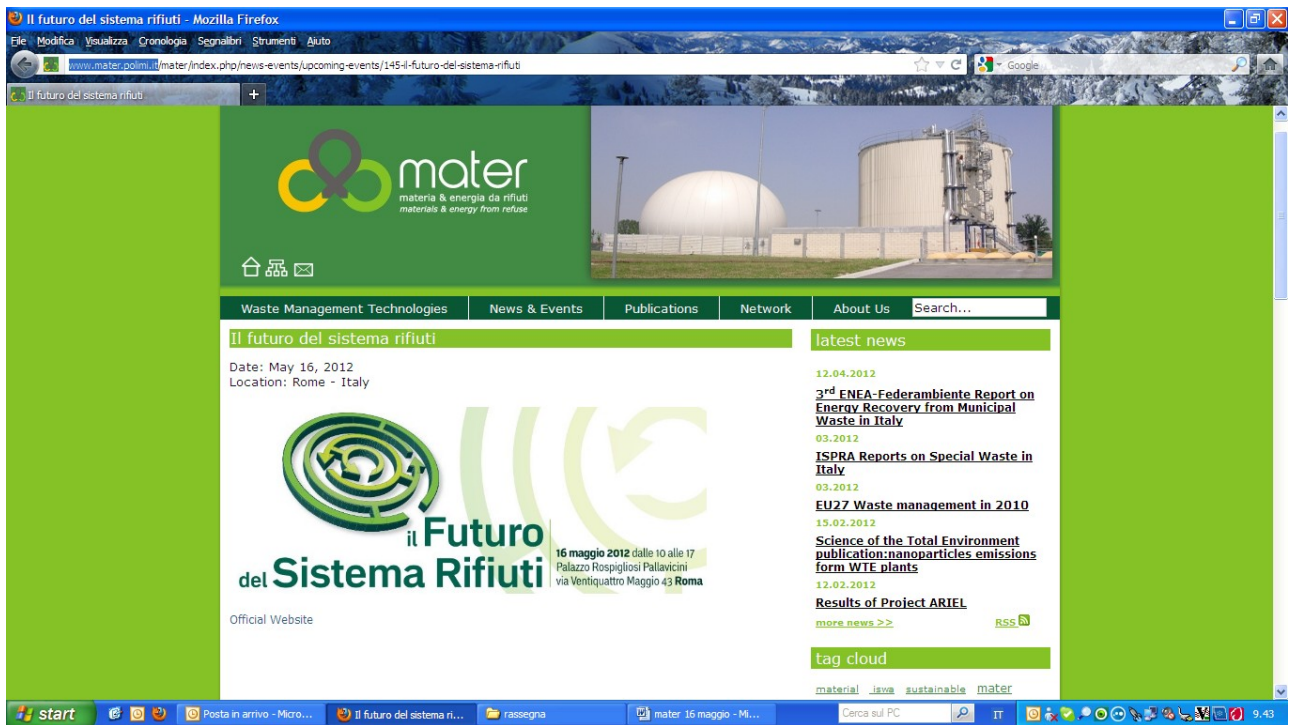 Il futuro del sistema rifiuti - Mozilla Firefox
File Modifica Visualizza Cronologia Segnalibri Strumenti Aiuto
www.mater.polimi.it/mater/index.php/news-events/upcoming-events/145-il-futuro-del-sistema-rifiuti
Google
Il futuro del sistema rifiuti
mater
materia & energia da rifiuti
materials & energy from refuse
Waste Management Technologies News & Events Publications Network About Us Search...
Il futuro del sistema rifiuti
Date: May 16, 2012
Location: Rome - Italy
il Futuro
del Sistema Rifiuti
16 maggio 2012 dalle 10 alle 17
Palazzo Rospigliosi Pallavicini
via Ventiquattro Maggio 43 Roma
Official Website
latest news
12.04.2012
3rd ENEA-Federambiente Report on
Energy Recovery from Municipal
Waste in Italy
03.2012
ISPRA Reports on Special Waste in
Italy
03.2012
EU27 Waste management in 2010
15.02.2012
Science of the Total Environment
publication:nanoparticles emissions
form WTE plants
12.02.2012
Results of Project ARIEL
more news >> RSS
tag cloud
material iswa sustainable mater
start Posta in arrivo - Micro... Il futuro del sistema ri... rassegna mater 16 maggio - Mi... Cerca sul PC IT 9.43